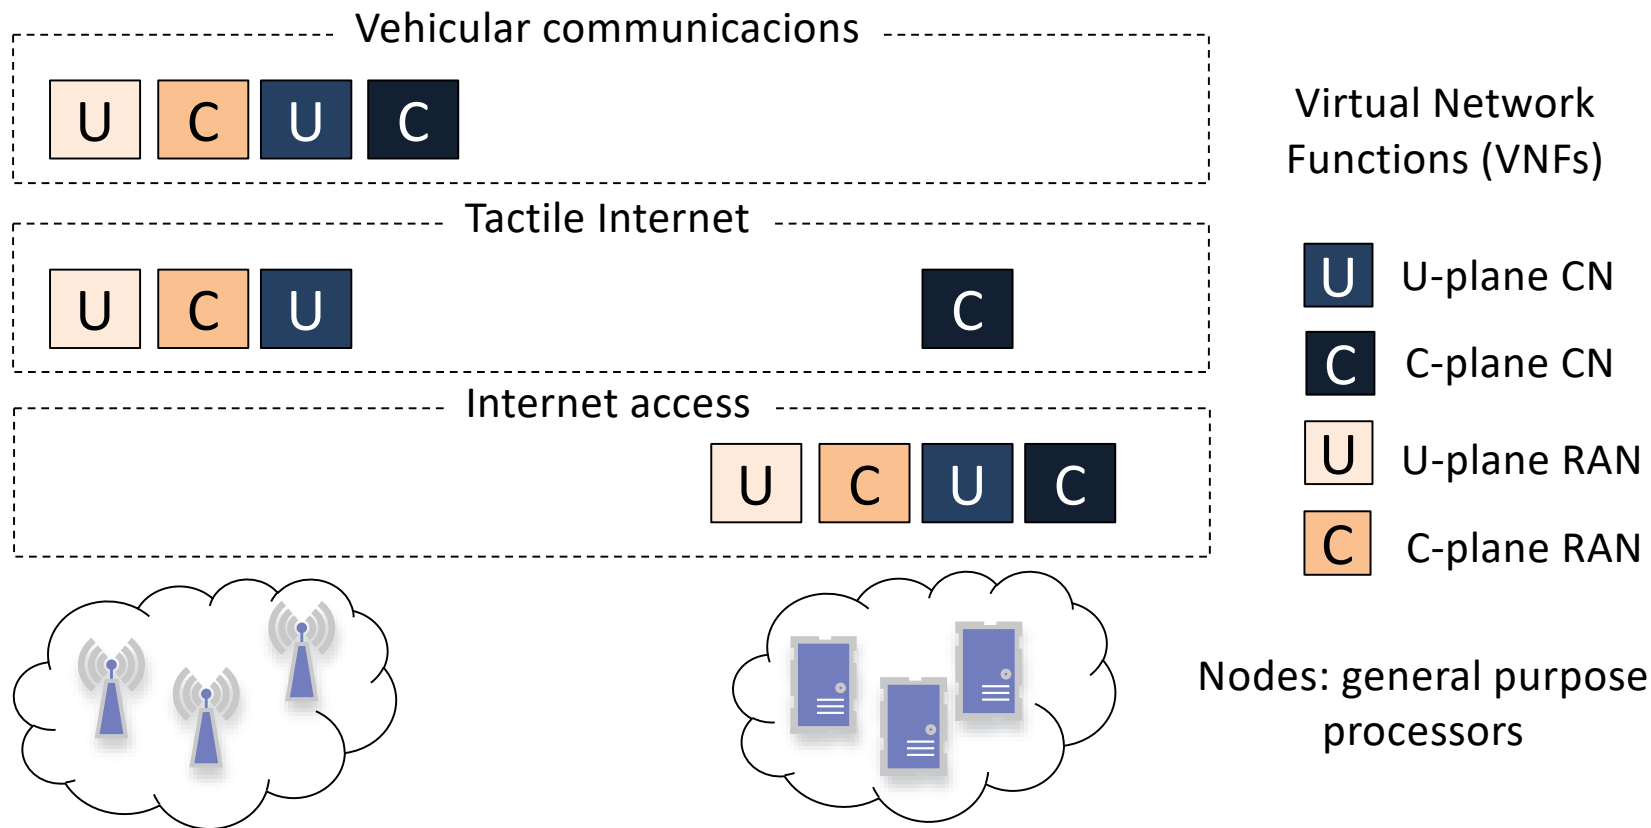 Vehicular communicacions
U C U C
Tactile Internet
U C U C
Internet access
U C U C
Virtual Network
Functions (VNFs)
U U-plane CN
C C-plane CN
U U-plane RAN
C C-plane RAN
Nodes: general purpose
processors